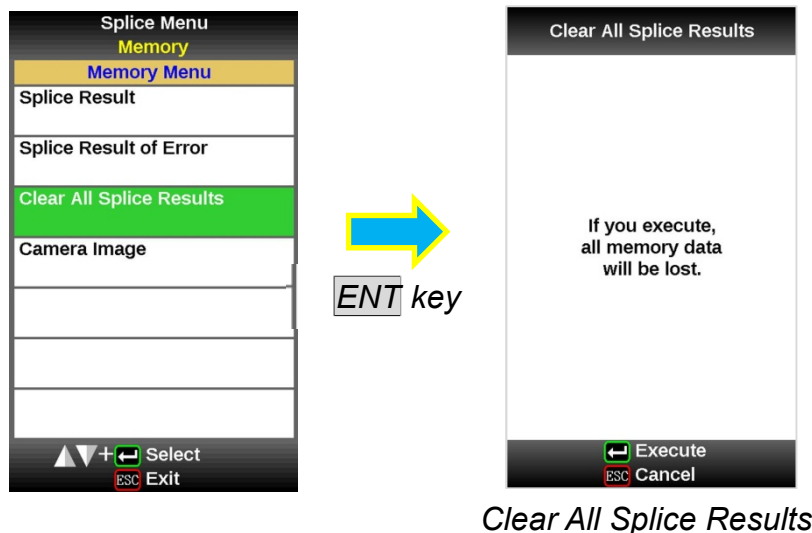 Splice Menu
Memory
Memory Menu
Splice Result
Splice Result of Error
Clear All Splice Results
Camera Image
+ Select
ESC Exit
ENT key
Clear All Splice Results
If you execute,
all memory data
will be lost.
Execute
ESC Cancel
Clear All Splice Results